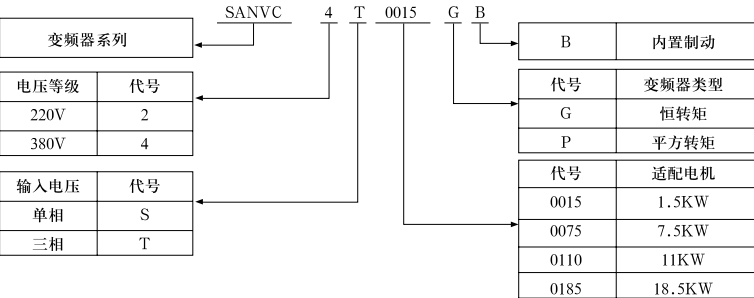 SANVC 4 T 0015 G B
变频器系列
电压等级 代号
220V 2
380V 4
输入电压 代号
单相 S
三相 T
B 内置制动
代号 变频器类型
G 恒转矩
P 平方转矩
代号 适配电机
0015 1.5KW
0075 7.5KW
0110 11KW
0185 18.5KW